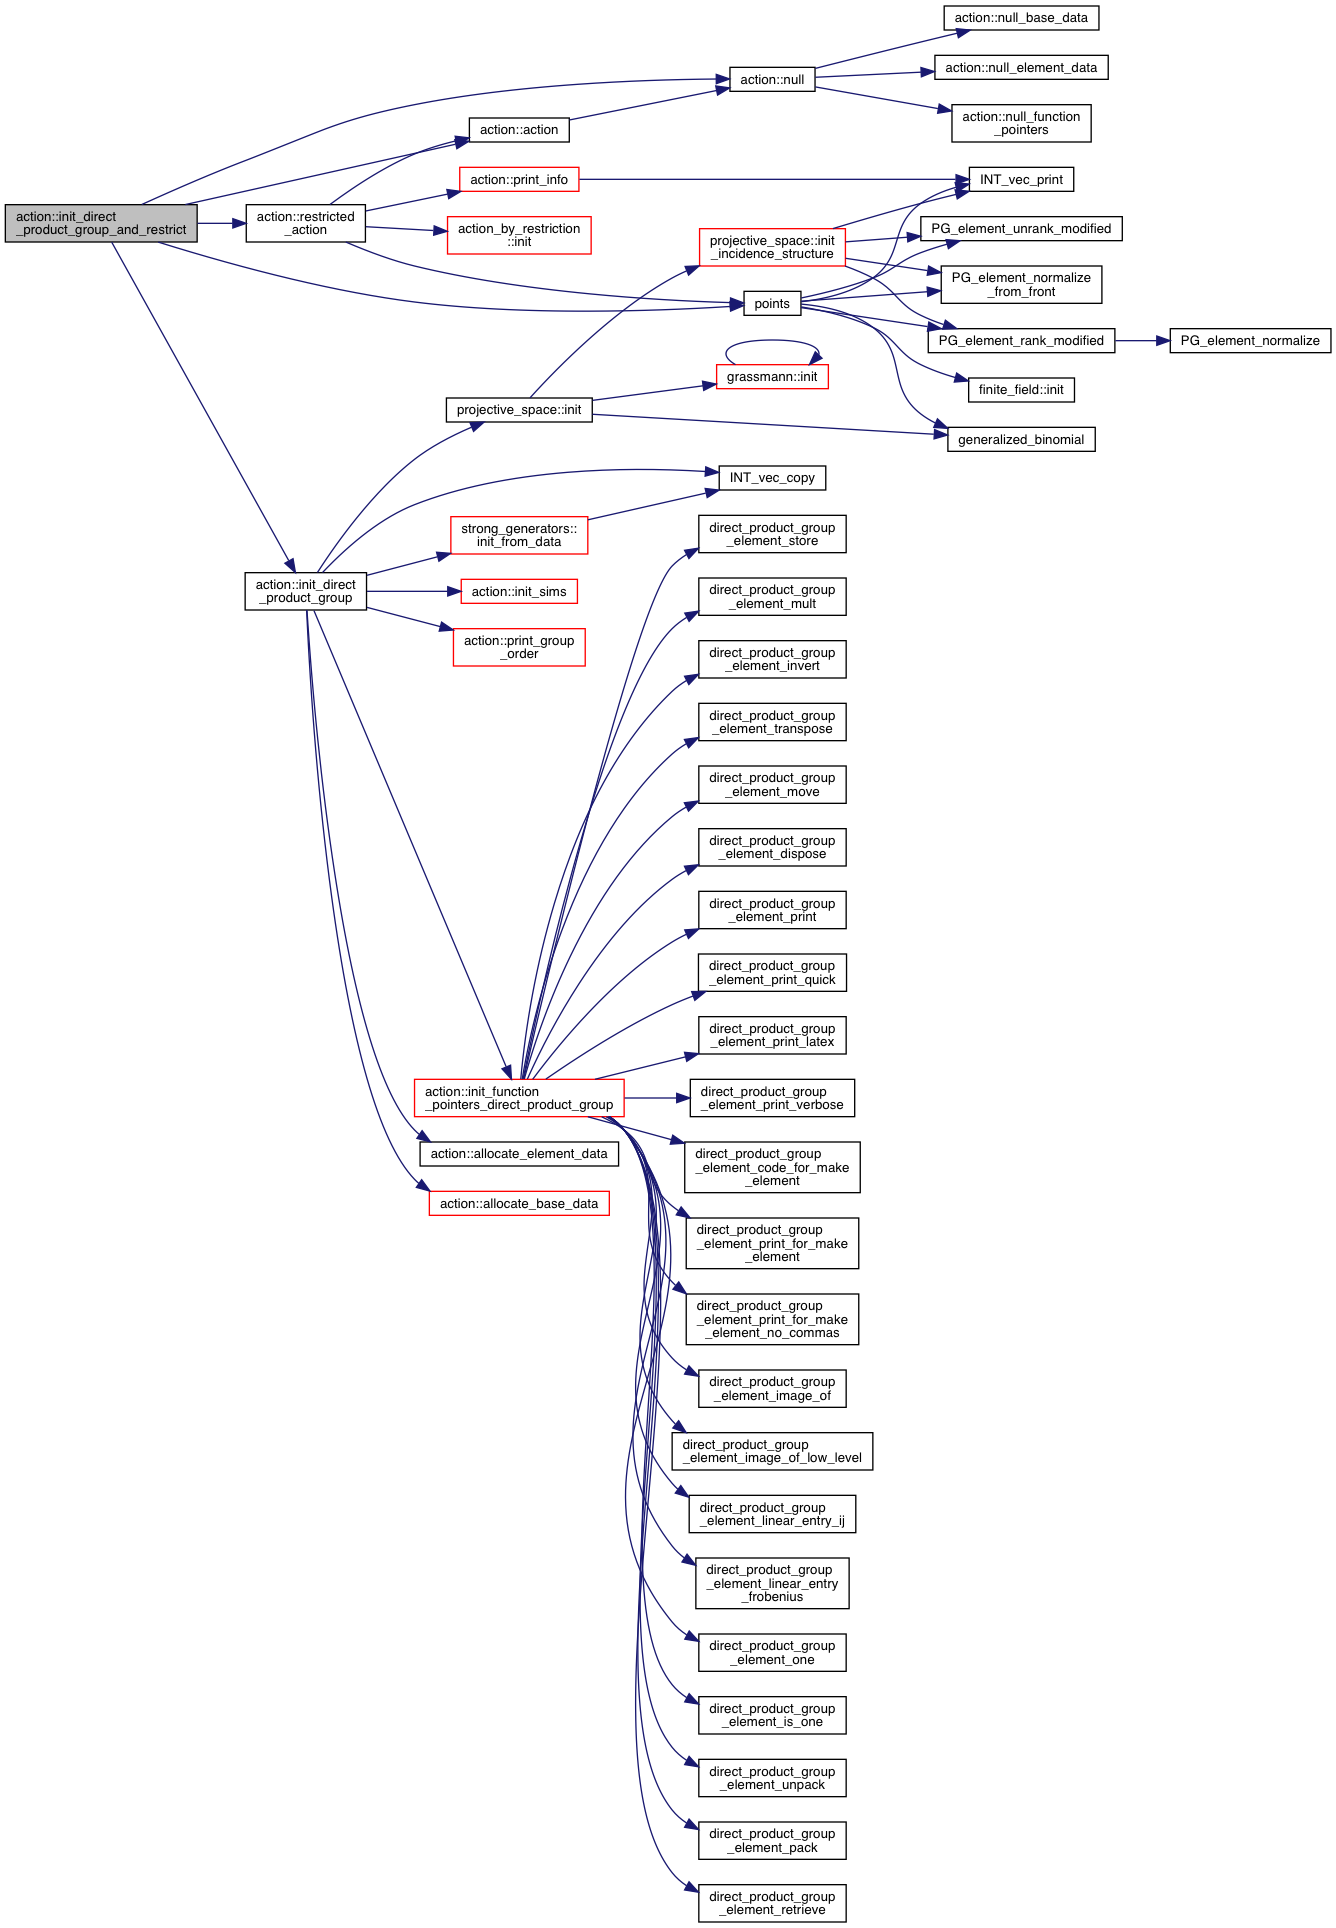 action::init_direct
_product_group_and_restrict
action::null
action::null_base_data
action::null_element_data
action::null_function
_pointers
action::action
action::restricted
_action
action::print_info
action_by_restriction
::init
INT_vec_print
projective_space::init
_incidence_structure
PG_element_unrank_modified
PG_element_normalize
_from_front
points
PG_element_rank_modified
PG_element_normalize
grassmann::init
finite_field::init
projective_space::init
generalized_binomial
INT_vec_copy
strong_generators::
init_from_data
action::init_direct
_product_group
action::init_sims
action::print_group
_order
direct_product_group
_element_store
direct_product_group
_element_mult
direct_product_group
_element_invert
direct_product_group
_element_transpose
direct_product_group
_element_move
direct_product_group
_element_dispose
direct_product_group
_element_print
direct_product_group
_element_print_quick
direct_product_group
_element_print_latex
action::init_function
_pointers_direct_product_group
direct_product_group
_element_print_verbose
action::allocate_element_data
direct_product_group
_element_code_for_make
_element
action::allocate_base_data
direct_product_group
_element_print_for_make
_element
direct_product_group
_element_print_for_make
_element_no_commas
direct_product_group
_element_image_of
direct_product_group
_element_image_of_low_level
direct_product_group
_element_linear_entry_ij
direct_product_group
_element_linear_entry
_frobenius
direct_product_group
_element_one
direct_product_group
_element_is_one
direct_product_group
_element_unpack
direct_product_group
_element_pack
direct_product_group
_element_retrieve